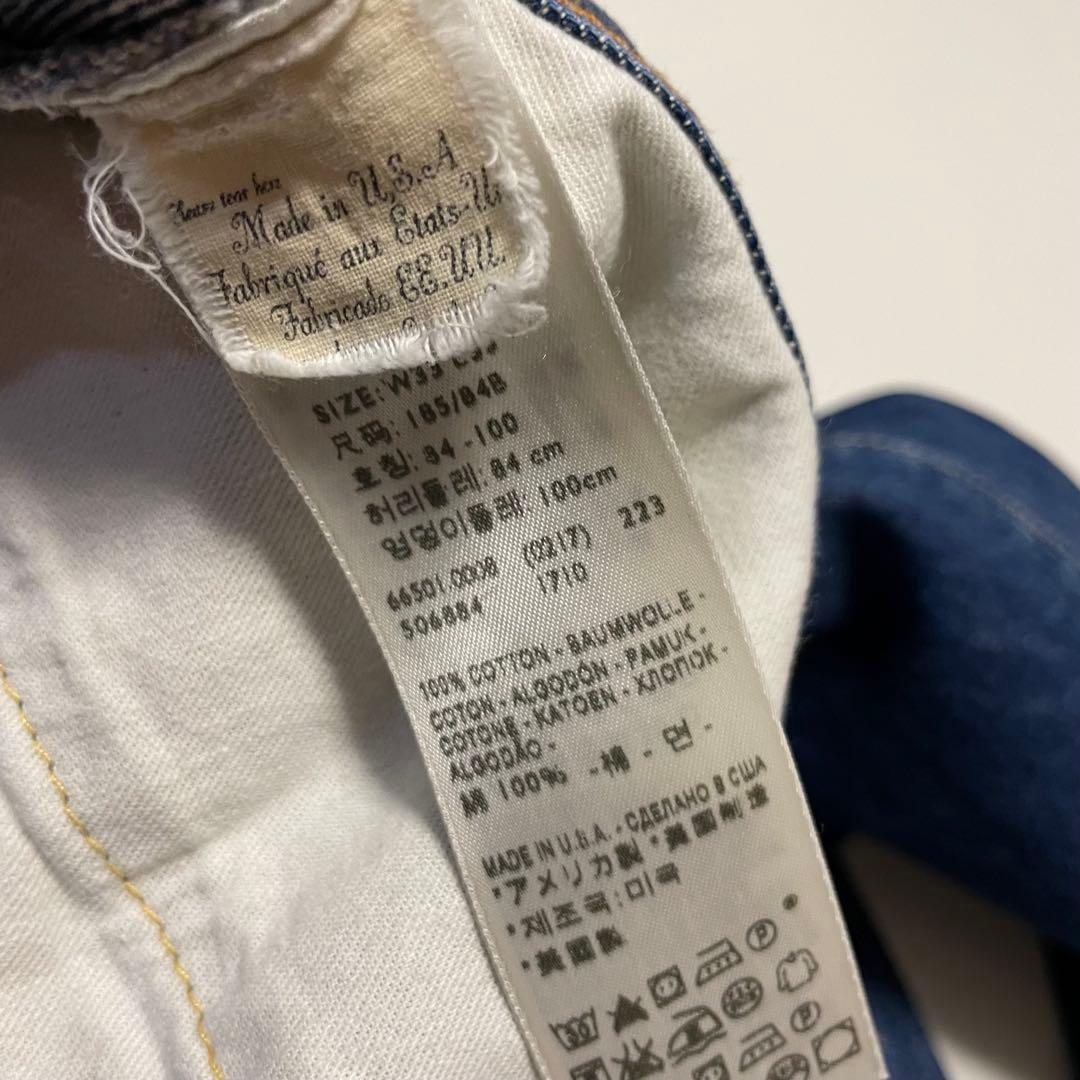 Please tear here
Made in U.S.A
Fabriqué aux Etats-U
Fabricado EE.UU.
SIZE: W33
尺码: 185/84B
호칭: 84 -100
허리둘레: 84 cm
엉덩이둘레: 100cm
66501.0008 (0217) 223
506884 1710
100% COTTON - BAUMWOLLE -
COTON - ALGODÓN - PAMUK -
COTONE - KATOEN - ХЛОПОК -
ALGODÃO -
綿 100% - 棉 - 면 -
MADE IN U.S.A. - СДЕЛАНО В США
*アメリカ製 *美國製造
*제조국:미국
*美國製